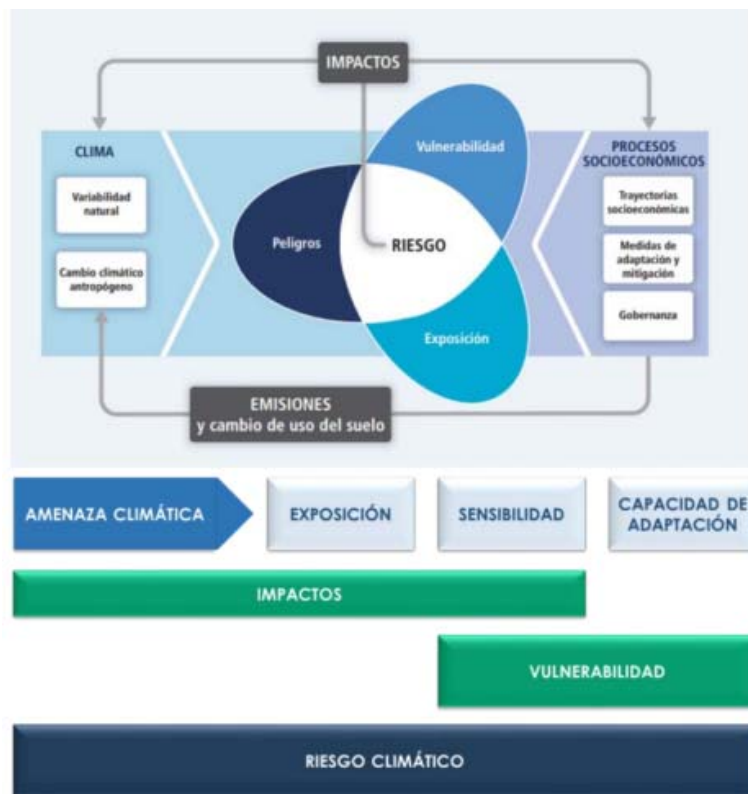 IMPACTOS
CLIMA
Variabilidad
natural
Cambio climático
antropógeno
Vulnerabilidad
Peligros
RIESGO
Exposición
PROCESOS
SOCIOECONÓMICOS
Trayectorias
socioeconómicas
Medidas de
adaptación y
mitigación
Gobernanza
EMISIONES
y cambio de uso del suelo
AMENAZA CLIMÁTICA
EXPOSICIÓN
SENSIBILIDAD
CAPACIDAD DE
ADAPTACIÓN
IMPACTOS
VULNERABILIDAD
RIESGO CLIMÁTICO